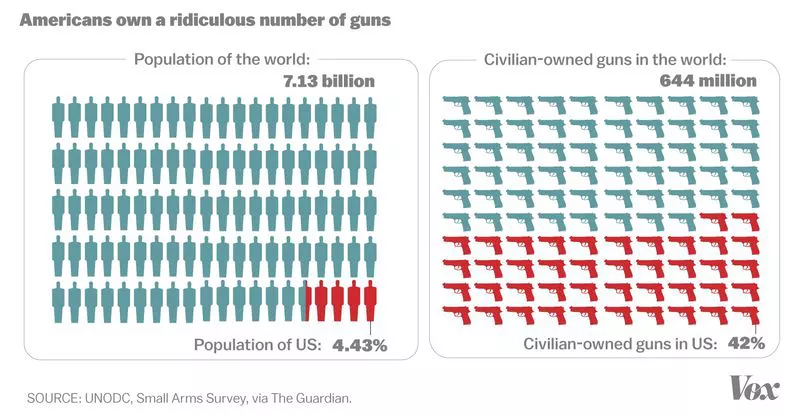 Americans own a ridiculous number of guns
Population of the world:
7.13 billion
Population of US: 4.43%
Civilian-owned guns in the world:
644 million
Civilian-owned guns in US: 42%
SOURCE: UNODC, Small Arms Survey, via The Guardian.
Vox